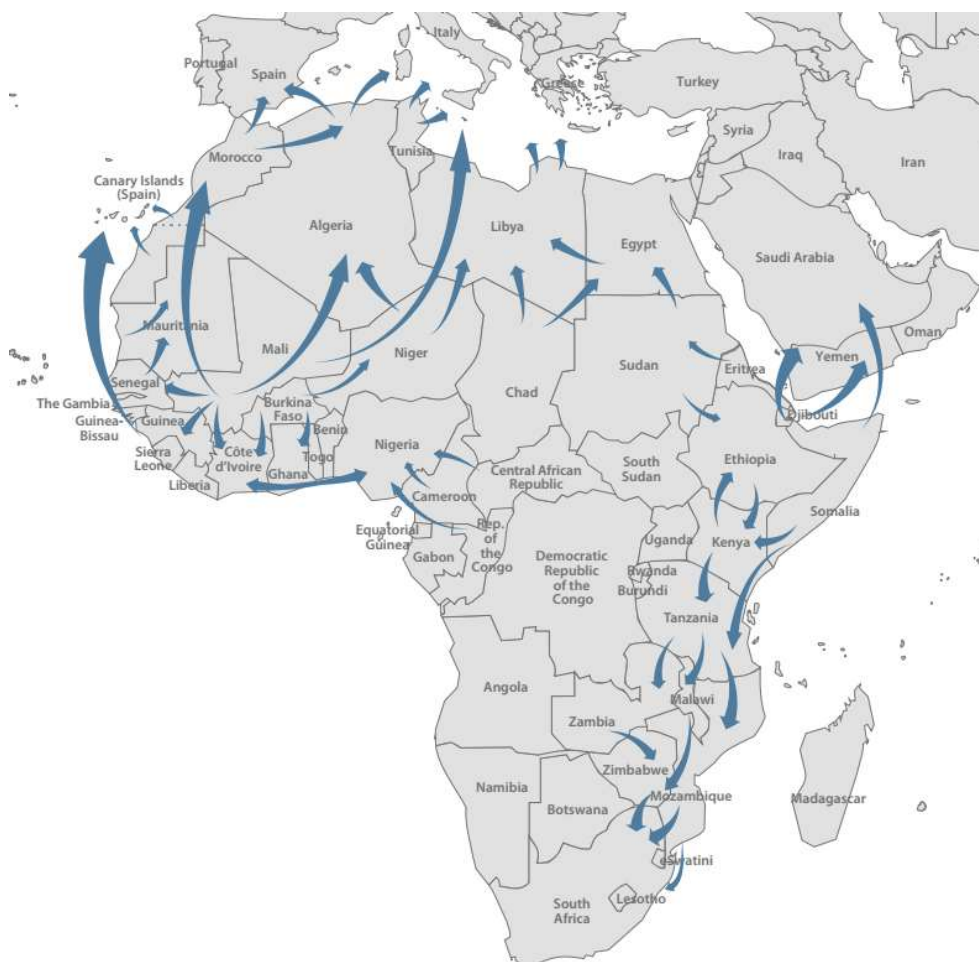 Italy
Portugal
Spain
Greece
Turkey
Syria
Iraq
Iran
Tunisia
Morocco
Canary Islands
(Spain)
Algeria
Libya
Egypt
Saudi Arabia
Oman
Mauritania
Mali
Niger
Chad
Sudan
Eritrea
Yemen
Djibouti
Senegal
The Gambia
Guinea-
Bissau
Guinea
Sierra
Leone
Liberia
Côte
d'Ivoire
Burkina
Faso
Ghana
Togo
Benin
Nigeria
Cameroon
Central African
Republic
South
Sudan
Ethiopia
Somalia
Equatorial
Guinea
Gabon
Rep.
of the
Congo
Democratic
Republic
of the
Congo
Uganda
Kenya
Rwanda
Burundi
Tanzania
Angola
Zambia
Malawi
Zimbabwe
Mozambique
Madagascar
Namibia
Botswana
eSwatini
Lesotho
South
Africa